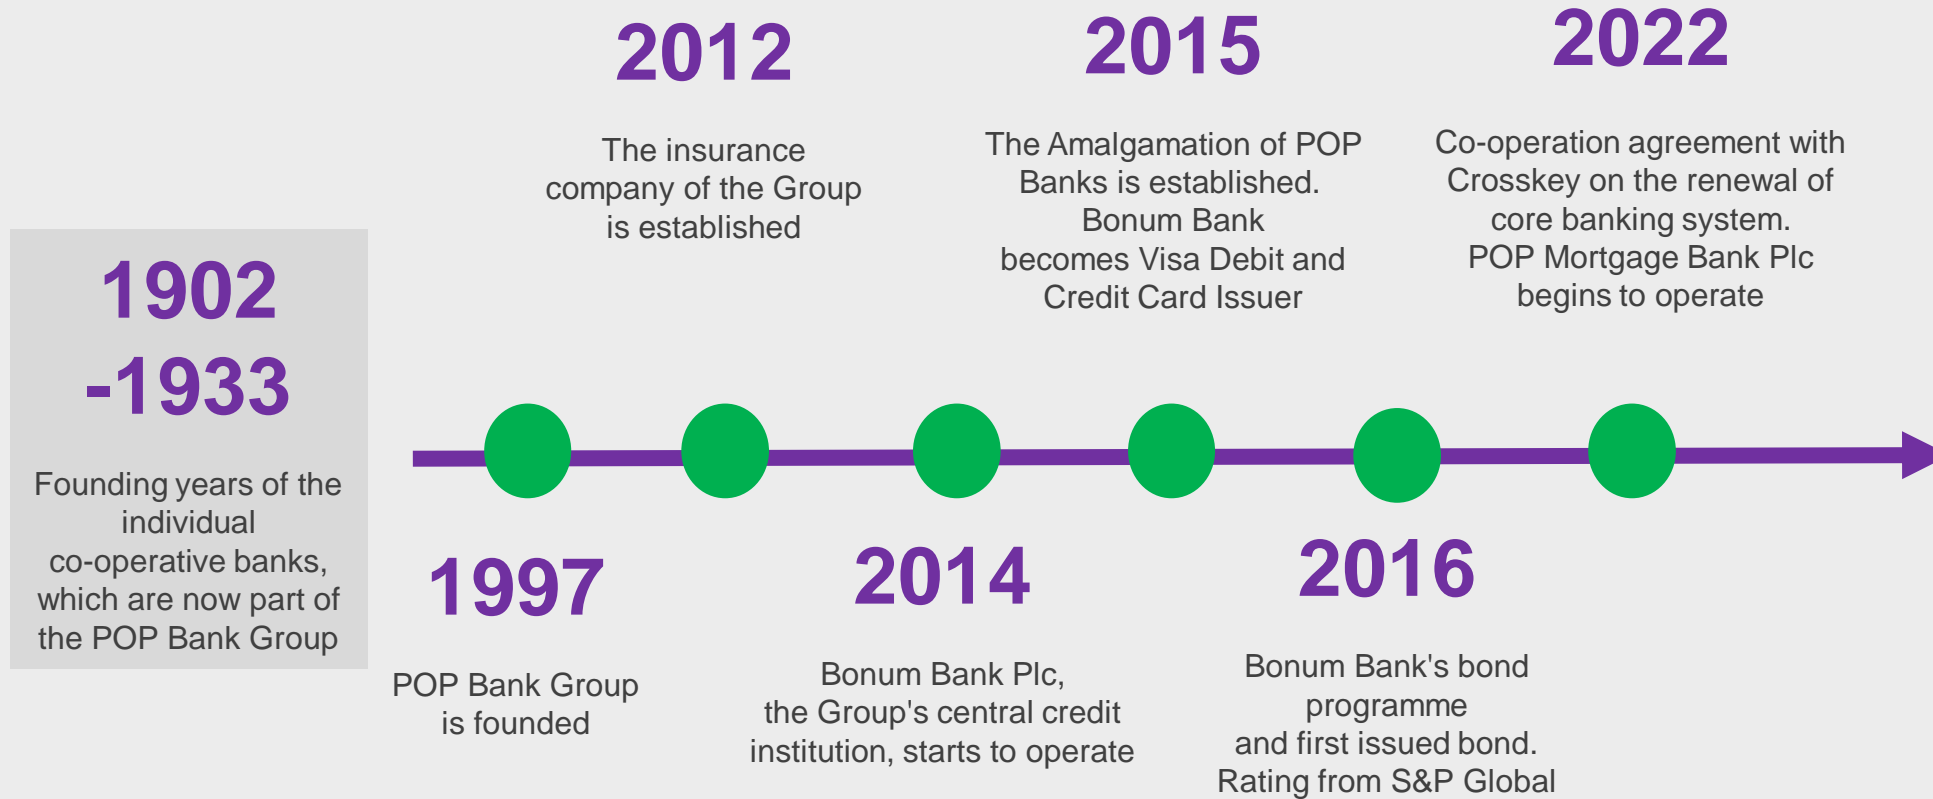 1902
-1933
Founding years of the
individual
co-operative banks,
which are now part of
the POP Bank Group
1997
POP Bank Group
is founded
2012
The insurance
company of the Group
is established
2014
Bonum Bank Plc,
the Group's central credit
institution, starts to operate
2015
The Amalgamation of POP
Banks is established.
Bonum Bank
becomes Visa Debit and
Credit Card Issuer
2016
Bonum Bank's bond
programme
and first issued bond.
Rating from S&P Global
2022
Co-operation agreement with
Crosskey on the renewal of
core banking system.
POP Mortgage Bank Plc
begins to operate